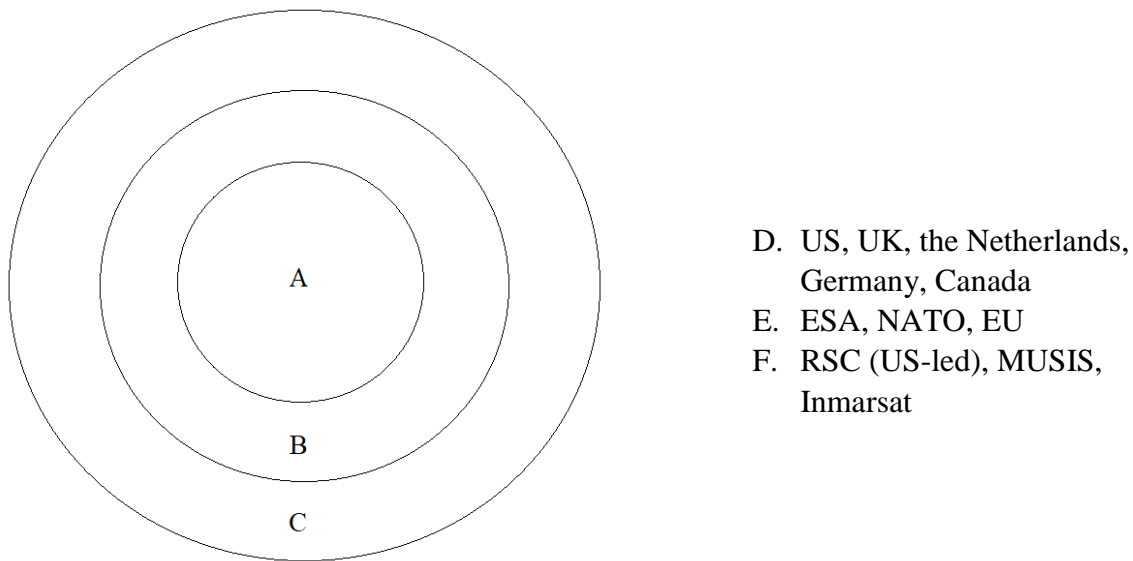 A
B
C
D. US, UK, the Netherlands,
Germany, Canada
E. ESA, NATO, EU
F. RSC (US-led), MUSIS,
Inmarsat